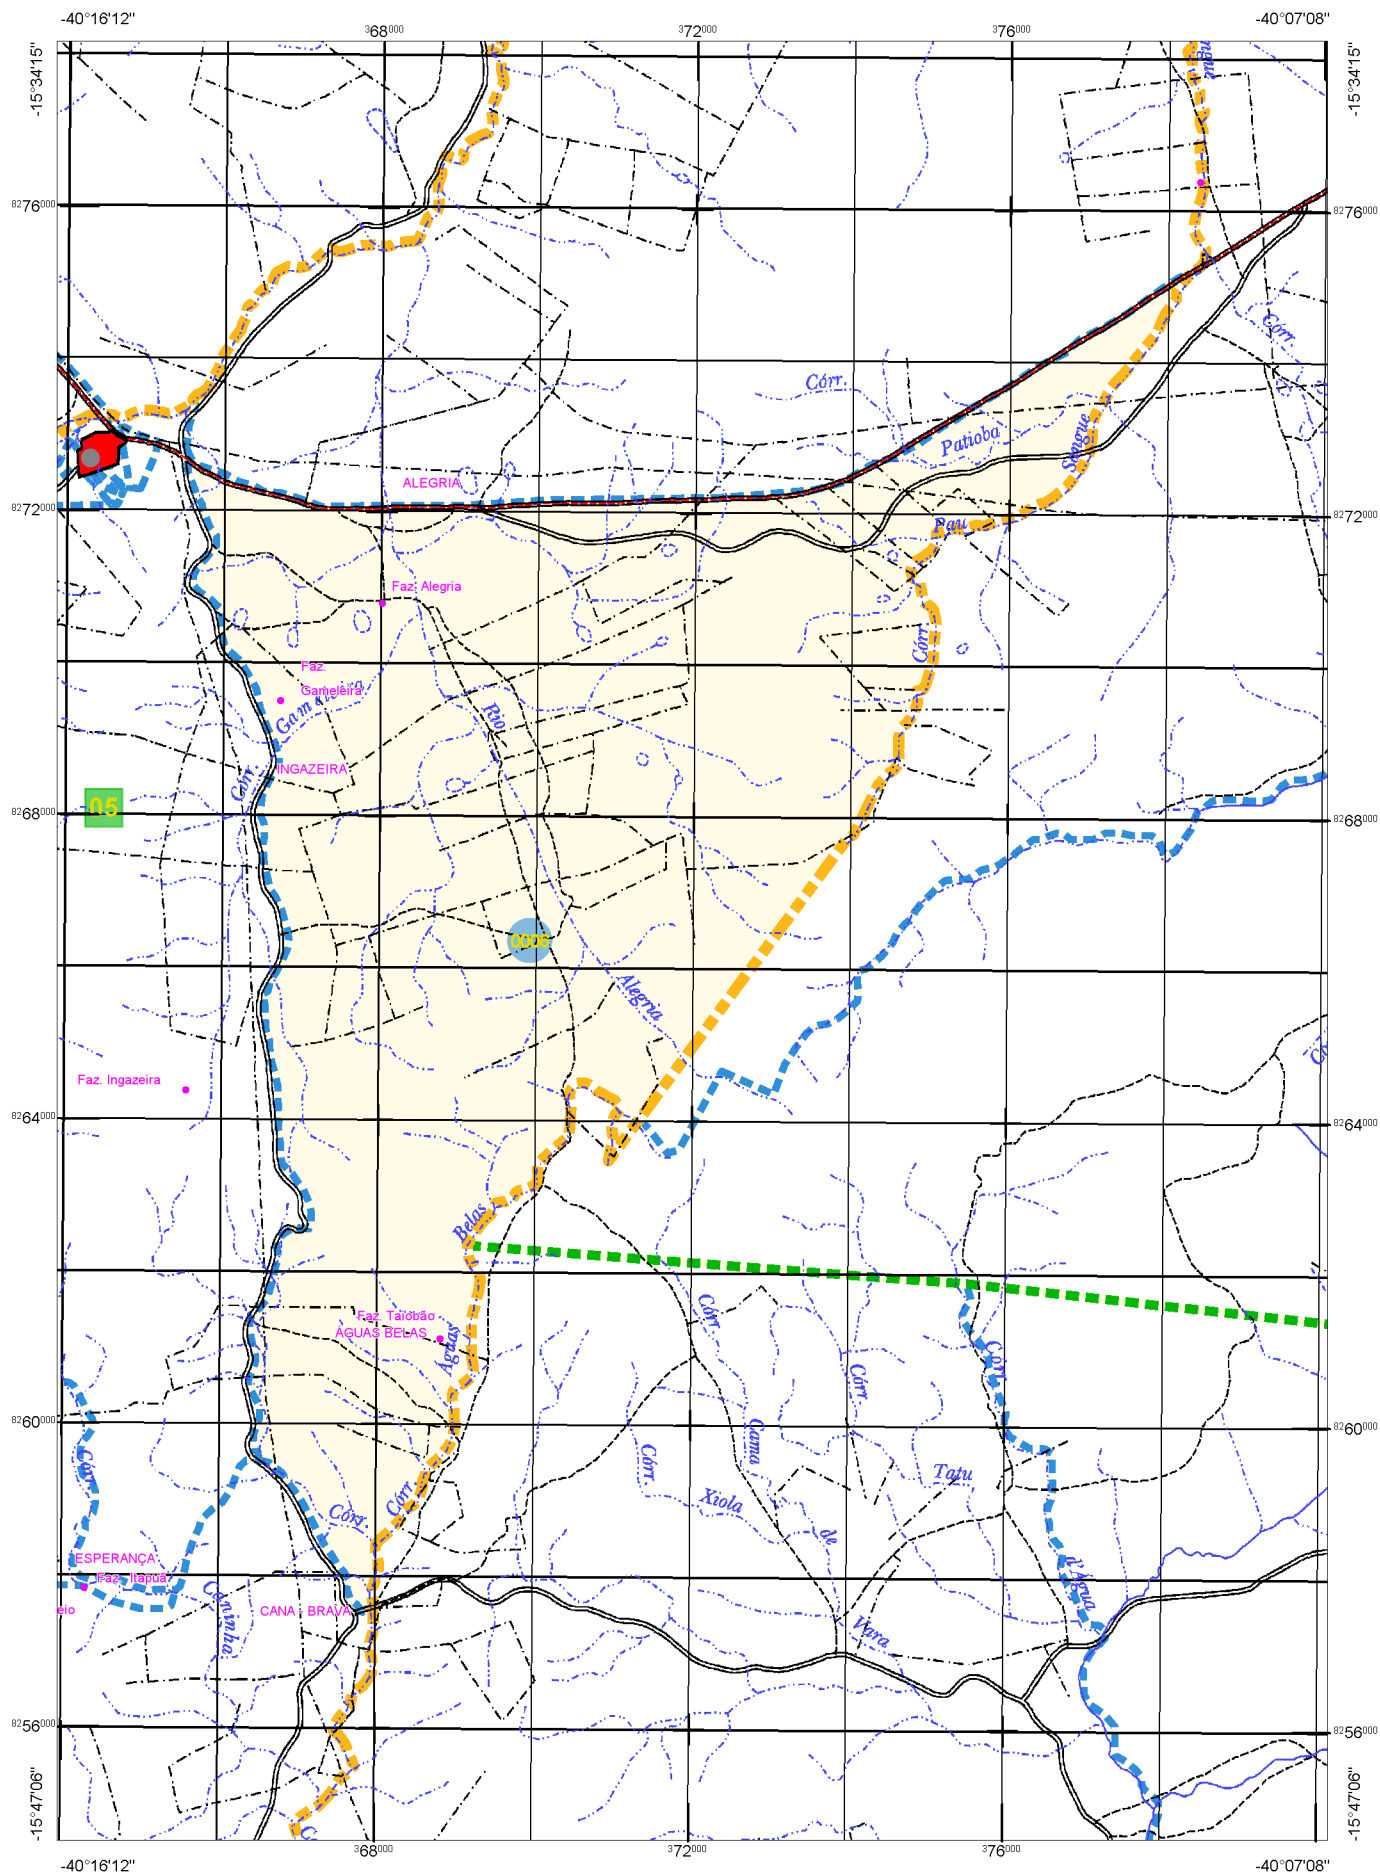 -40°16'12"
-40°07'08"
368000
372000
376000
-15°34'15"
-15°34'15"
8276000
8276000
Córr.
Córr.
Patioba
Sangue
ALEGRIA
8272000
8272000
Pau
Faz. Alegria
Córr
Faz.
Gameleira
Gameleira
Rio
INGAZEIRA
Córr.
05
8268000
8268000
0006
Alegria
Faz. Ingazeira
8264000
8264000
Belas
Córr
Faz. Taiobão
ÁGUAS BELAS
Águas
Córr
Córr.
8260000
8260000
Córr
Córr.
Cama
Tatu
Xiola
Córr.
Córr.
de
ESPERANÇA
Faz. Itapuã
d'Água
eio
Caninha
CANA - BRAVA
Vara
8256000
8256000
-15°47'06"
-15°47'06"
368000
372000
376000
-40°16'12"
-40°07'08"